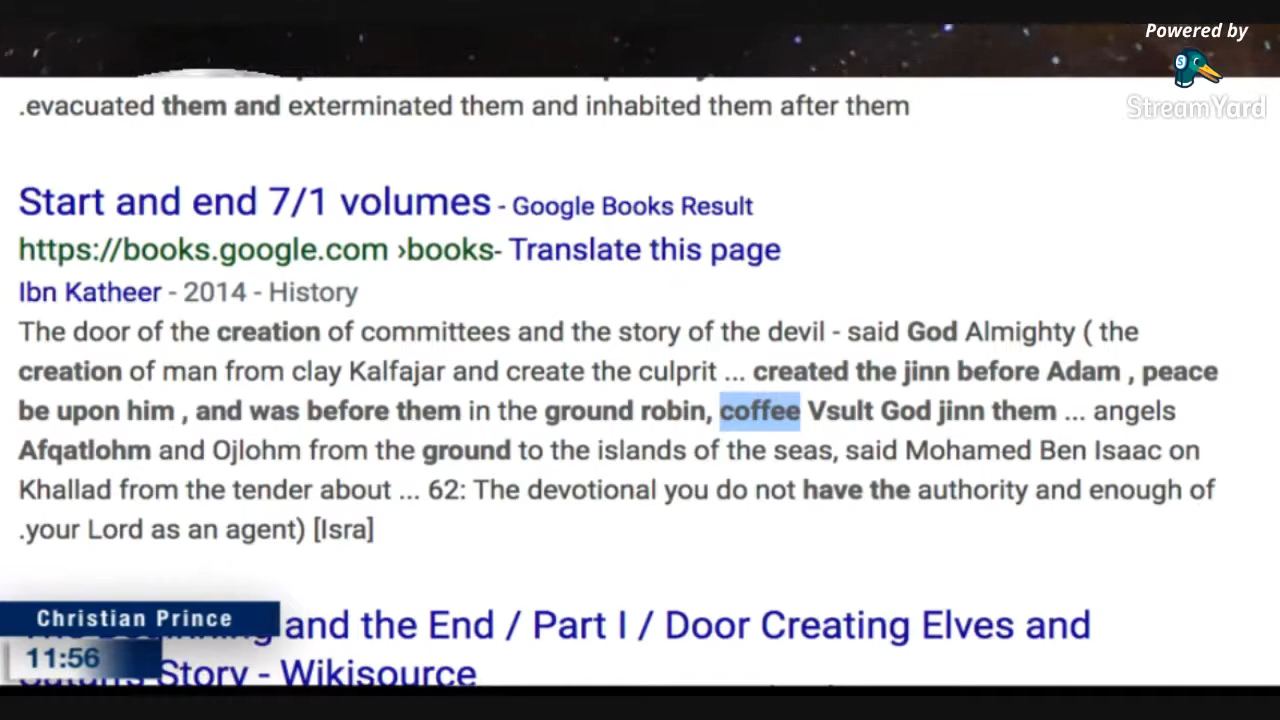 Powered by
StreamYard
.evacuated them and exterminated them and inhabited them after them
Start and end 7/1 volumes - Google Books Result
https://books.google.com ›books- Translate this page
Ibn Katheer - 2014 - History
The door of the creation of committees and the story of the devil - said God Almighty ( the
creation of man from clay Kalfajar and create the culprit ... created the jinn before Adam , peace
be upon him , and was before them in the ground robin, coffee Vsult God jinn them ... angels
Afqatlohm and Ojlohm from the ground to the islands of the seas, said Mohamed Ben Isaac on
Khallad from the tender about ... 62: The devotional you do not have the authority and enough of
.your Lord as an agent) [Isra]
Christian Prince
and the End / Part I / Door Creating Elves and
11:56
Story - Wikisource